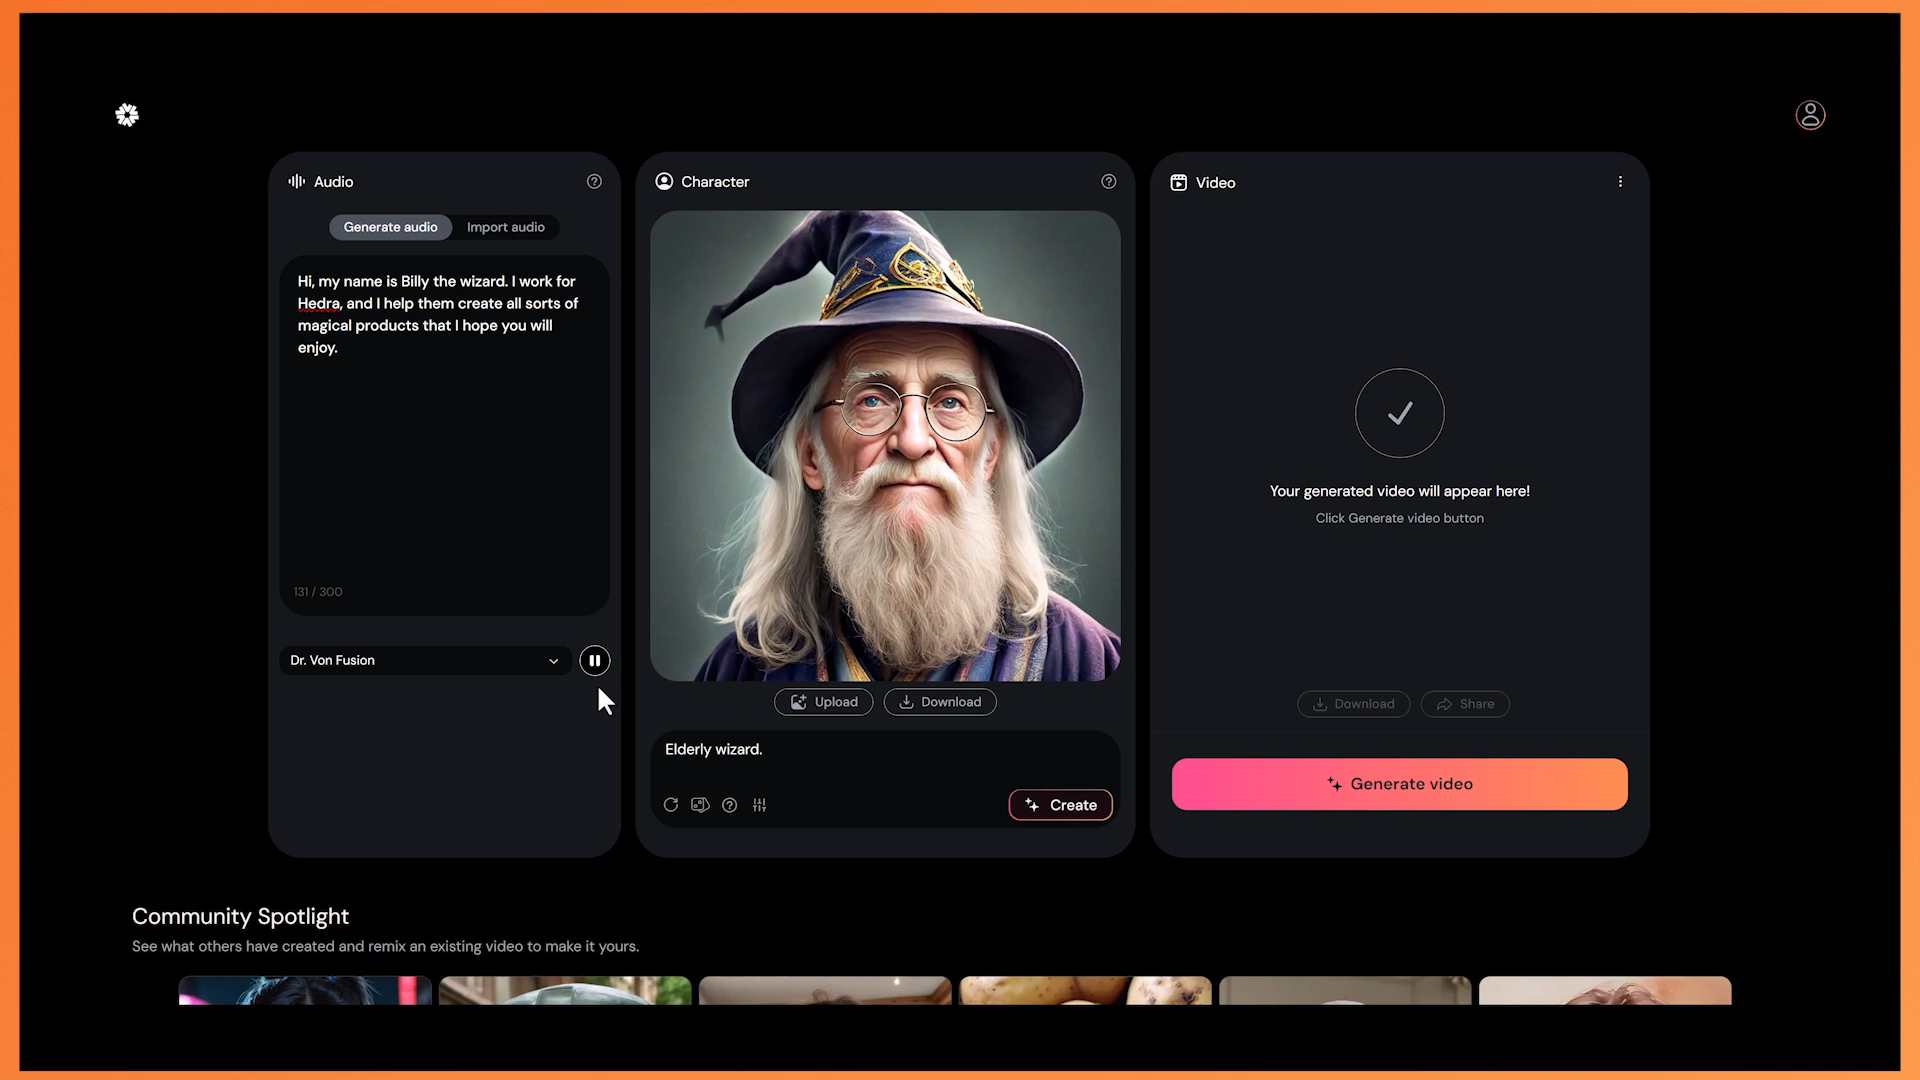 Audio
Generate audio
Import audio
Hi, my name is Billy the wizard. I work for
Hedra, and I help them create all sorts of
magical products that I hope you will
enjoy.
131 / 300
Dr. Von Fusion
Character
Upload
Download
Elderly wizard.
Create
Video
Your generated video will appear here!
Click Generate video button
Download
Share
Generate video
Community Spotlight
See what others have created and remix an existing video to make it yours.